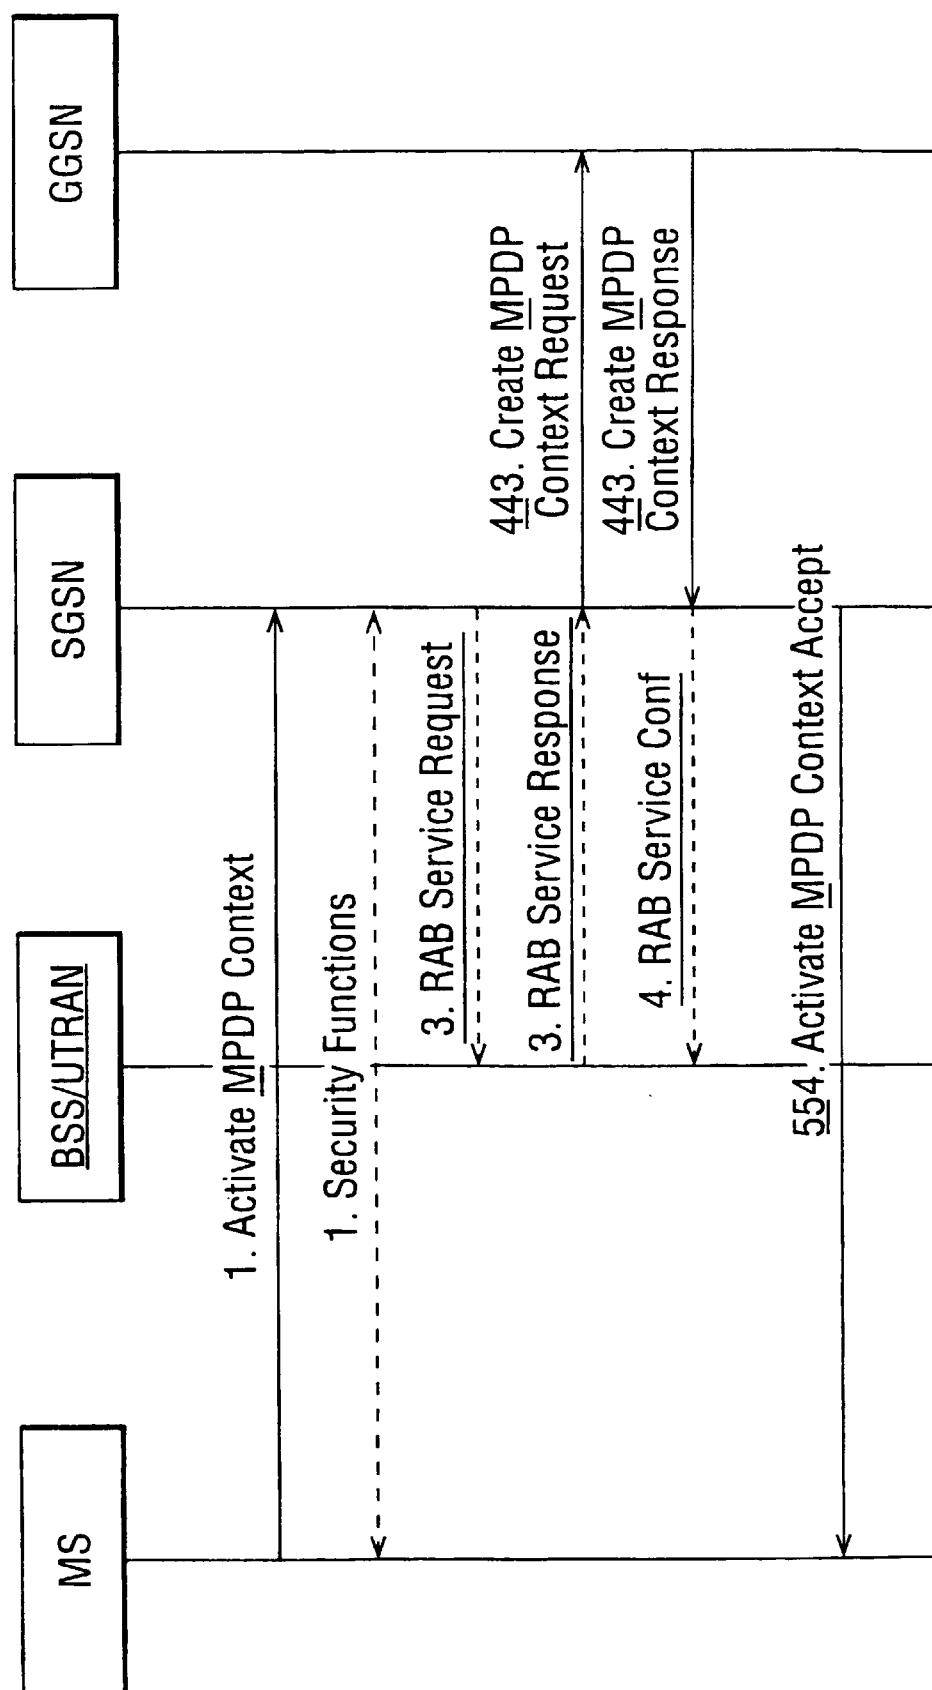 MS
BSS/UTRAN
SGSN
GGSN
1. Activate MPDP Context
1. Security Functions
3. RAB Service Request
3. RAB Service Response
443. Create MPDP
Context Request
4. RAB Service Conf
443. Create MPDP
Context Response
554. Activate MPDP Context Accept